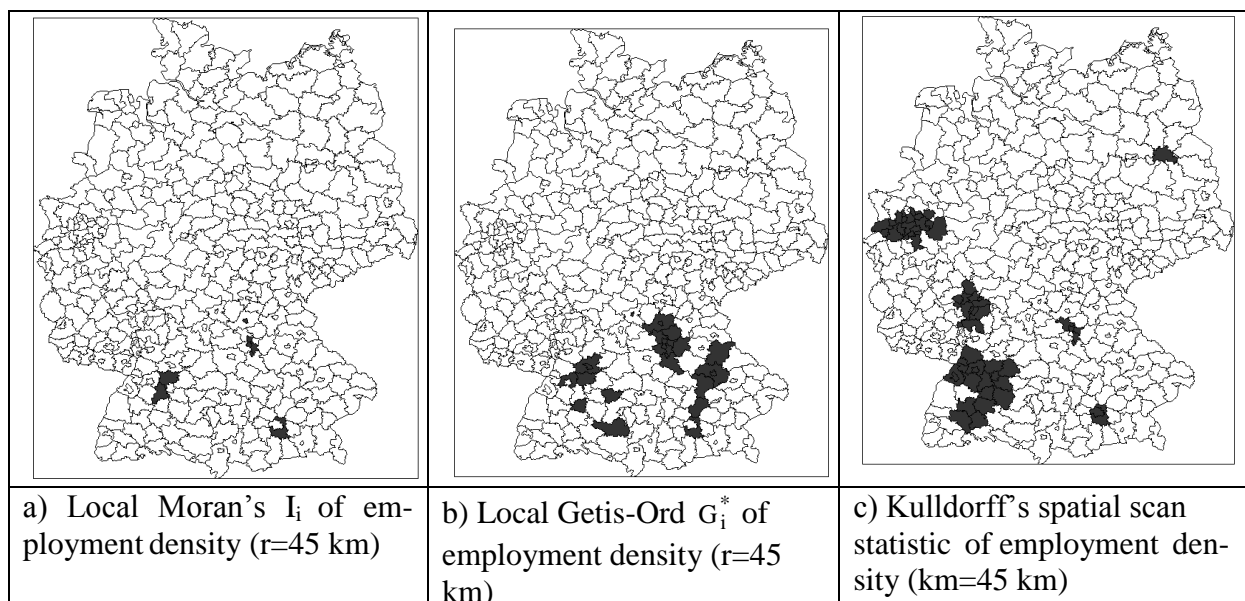 a) Local Moran's Iᵢ of em-
ployment density (r=45 km)
b) Local Getis-Ord Gᵢ* of
employment density (r=45
km)
c) Kulldorff's spatial scan
statistic of employment den-
sity (km=45 km)